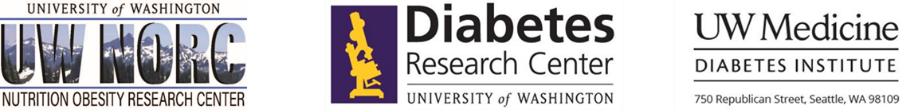 UNIVERSITY of WASHINGTON
UW NORC
NUTRITION OBESITY RESEARCH CENTER
Diabetes
Research Center
UNIVERSITY of WASHINGTON
UW Medicine
DIABETES INSTITUTE
750 Republican Street, Seattle, WA 98109